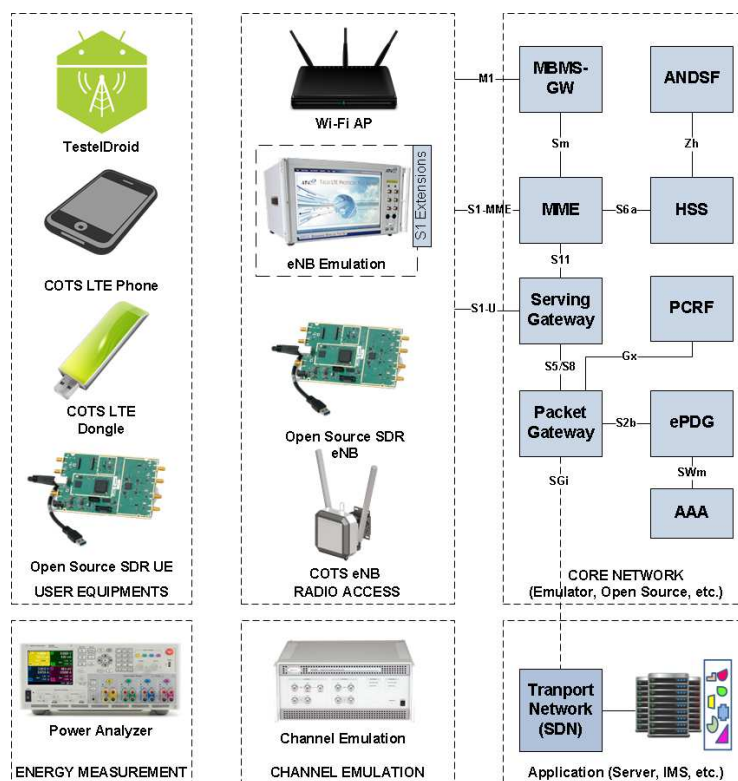 TestelDroid
COTS LTE Phone
COTS LTE
Dongle
Open Source SDR UE
USER EQUIPMENTS
Wi-Fi AP
S1 Extensions
eNB Emulation
Open Source SDR
eNB
COTS eNB
RADIO ACCESS
M1
MBMS-
GW
ANDSF
Sm
Zh
S1-MME
MME
S6a
HSS
S11
S1-U
Serving
Gateway
PCRF
S5/S8
Gx
Packet
Gateway
S2b
ePDG
SGi
SWm
AAA
CORE NETWORK
(Emulator, Open Source, etc.)
Power Analyzer
ENERGY MEASUREMENT
Channel Emulation
CHANNEL EMULATION
Tranport
Network
(SDN)
Application (Server, IMS, etc.)